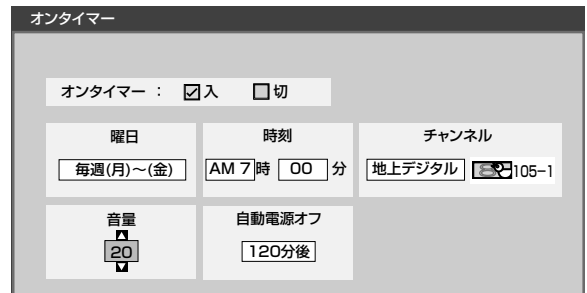 オンタイマー
オンタイマー : 入 切
曜日
毎週(月)～(金)
時刻
AM 7時 00 分
チャンネル
地上デジタル 105-1
音量
20
自動電源オフ
120分後